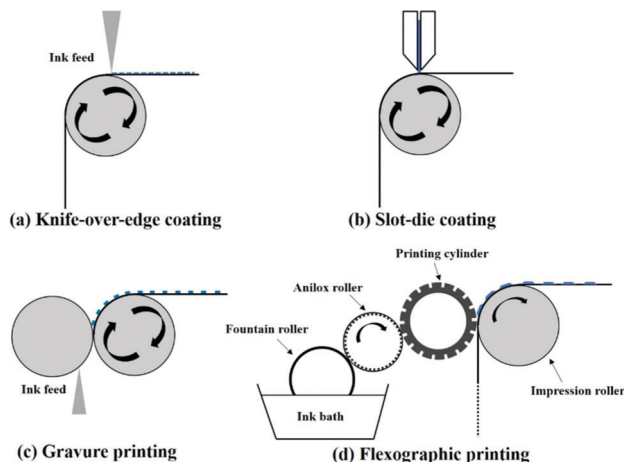 Ink feed
(a) Knife-over-edge coating
(b) Slot-die coating
Printing cylinder
Anilox roller
Fountain roller
Impression roller
Ink feed
Ink bath
(c) Gravure printing
(d) Flexographic printing